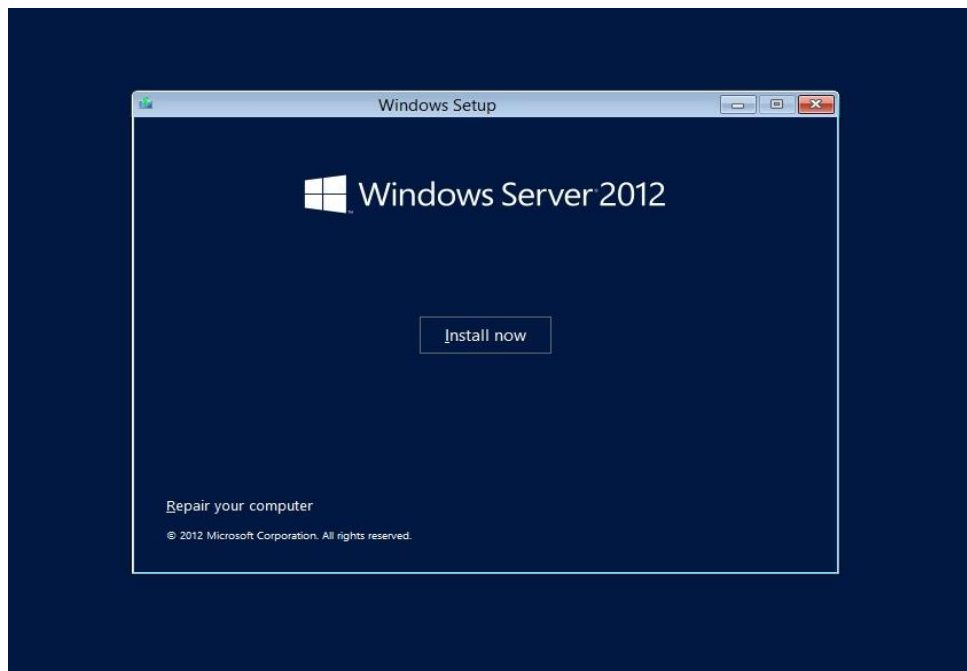 Windows Setup
Windows Server 2012
Install now
Repair your computer
© 2012 Microsoft Corporation. All rights reserved.